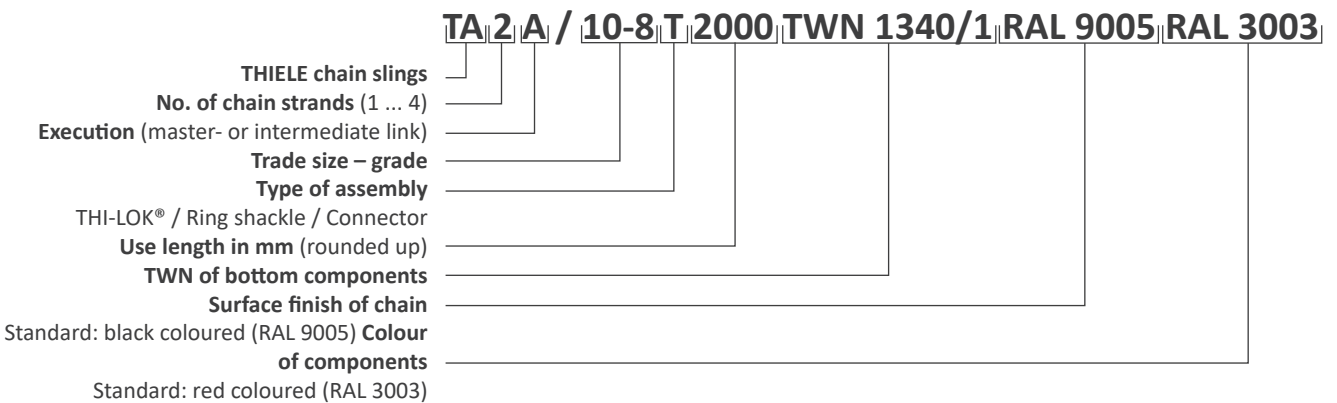 TA 2 A / 10-8 T 2000 TWN 1340/1 RAL 9005 RAL 3003
THIELE chain slings
No. of chain strands (1 ... 4)
Execution (master- or intermediate link)
Trade size – grade
Type of assembly
THI-LOK® / Ring shackle / Connector
Use length in mm (rounded up)
TWN of bottom components
Surface finish of chain
Standard: black coloured (RAL 9005) Colour
of components
Standard: red coloured (RAL 3003)